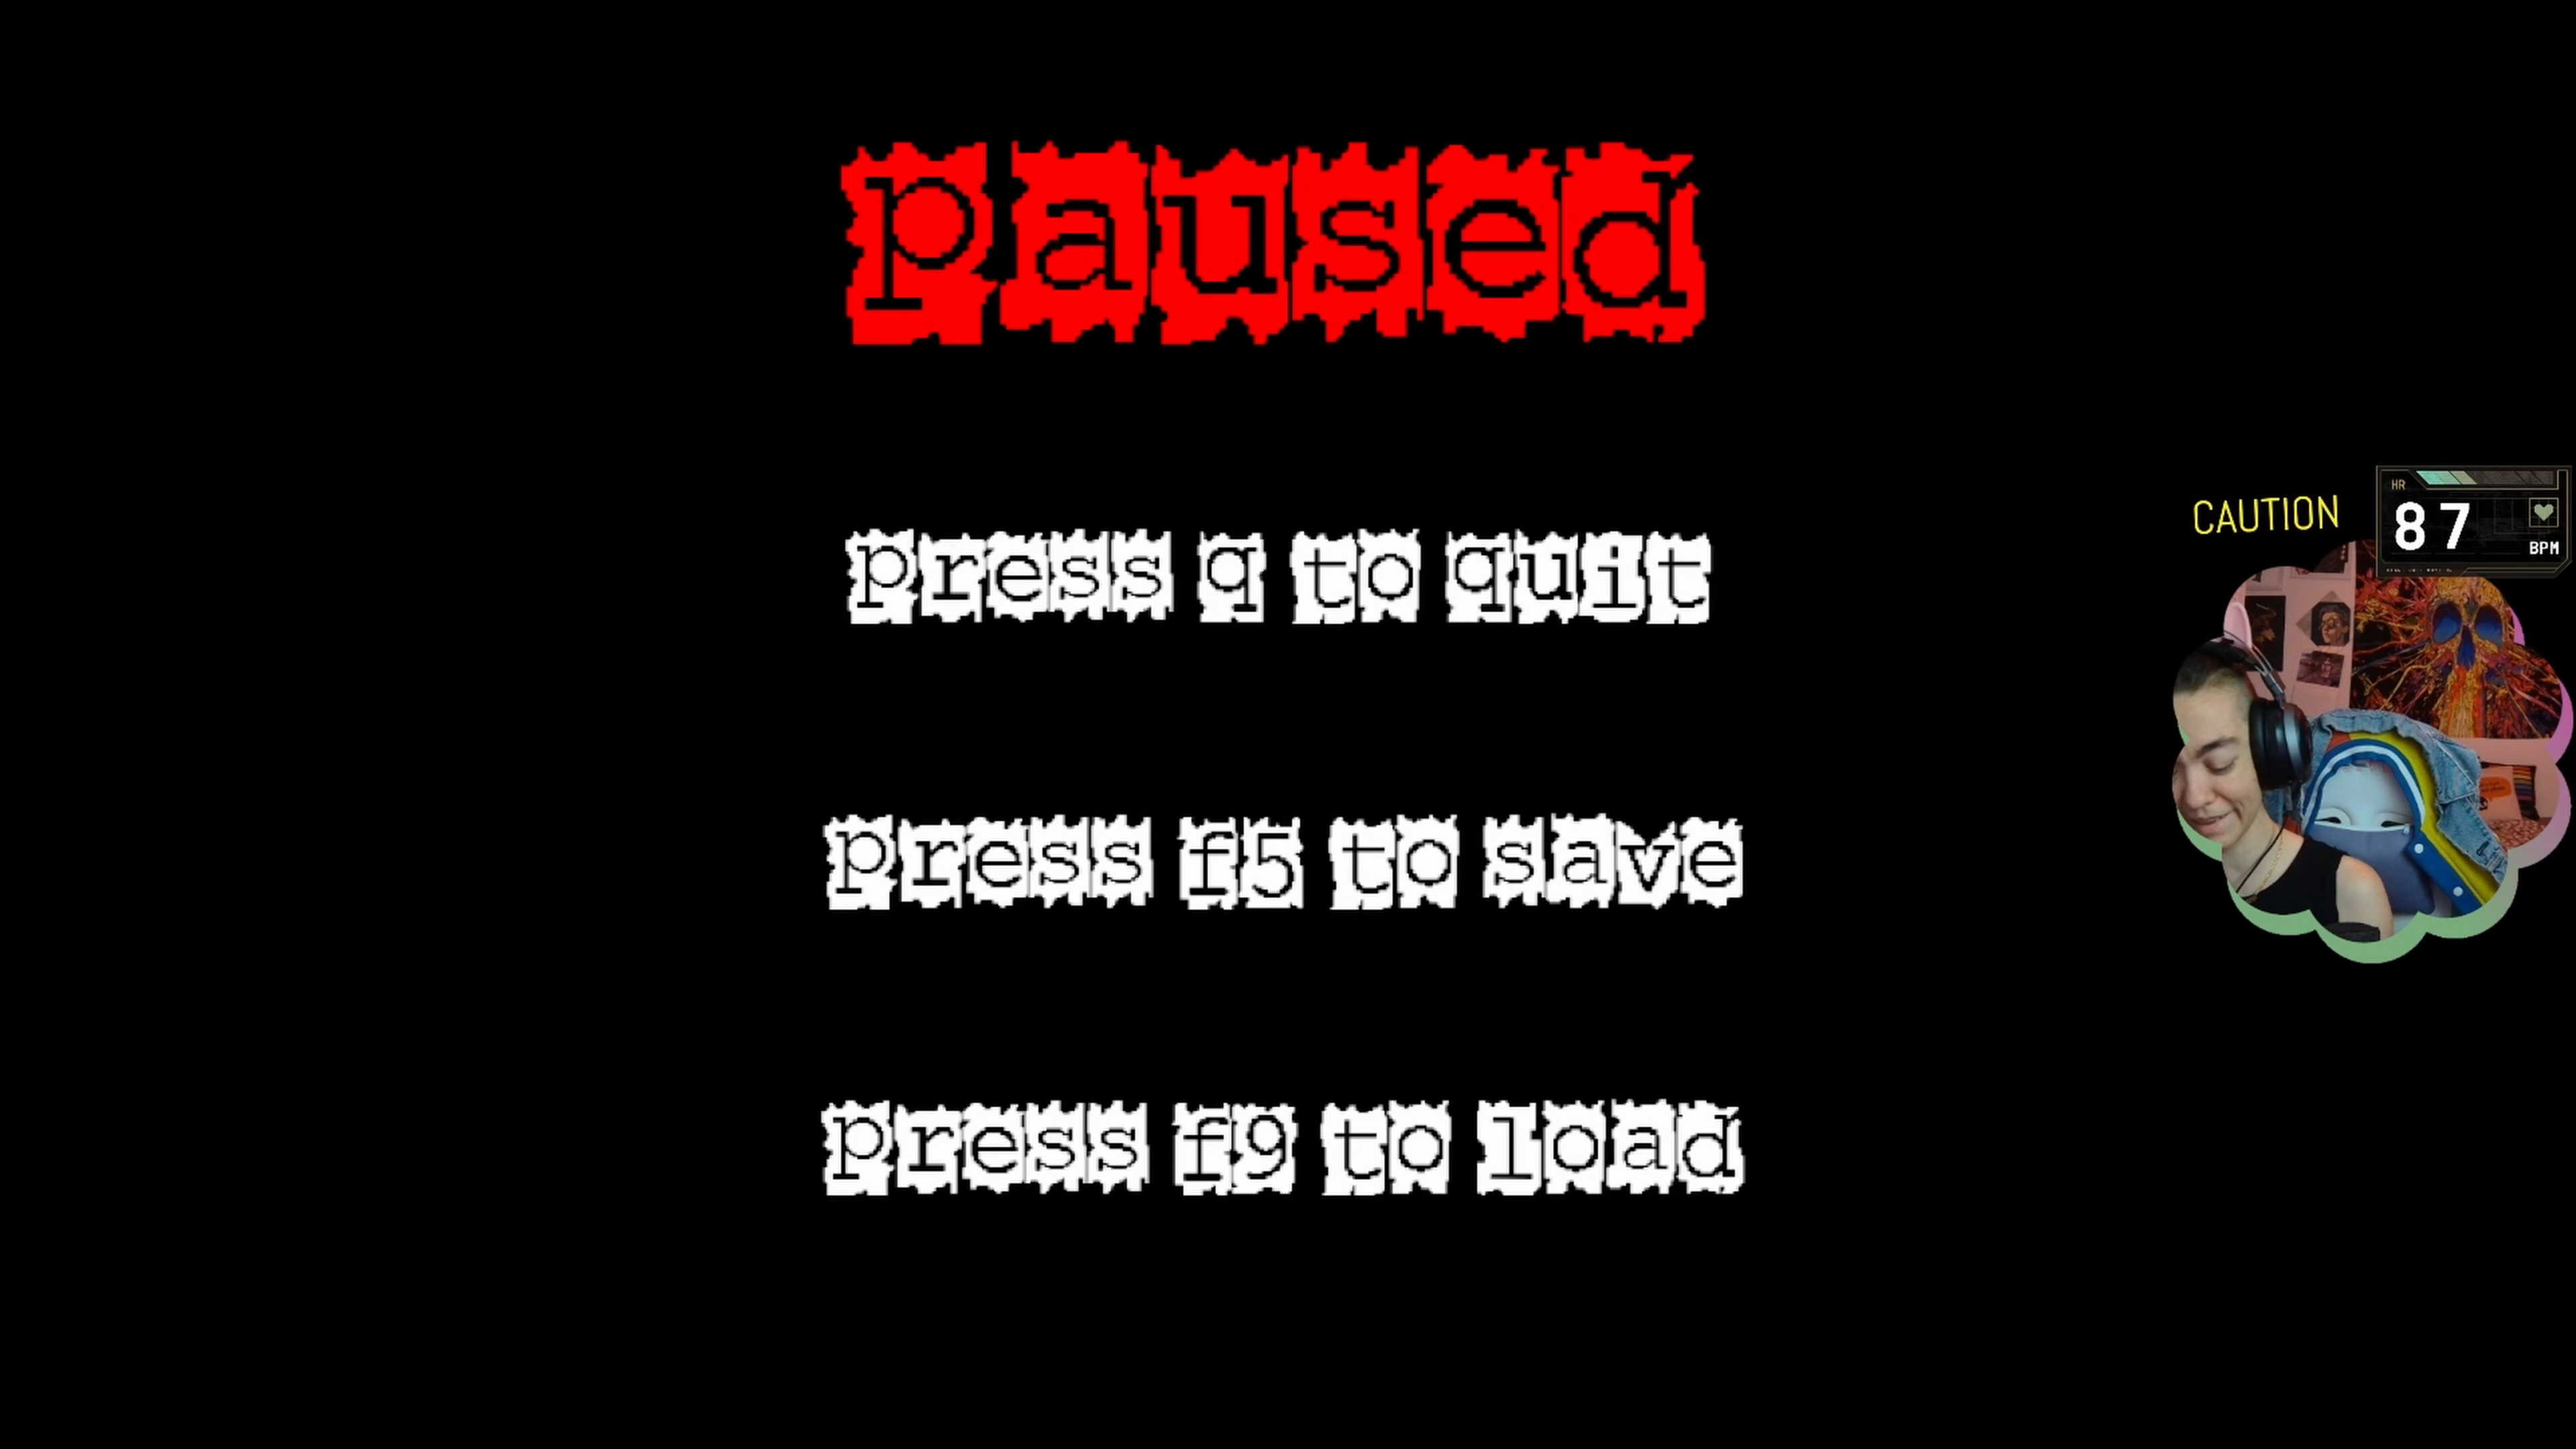 paused
press q to quit
press f5 to save
press f9 to load
CAUTION
HR
87
BPM